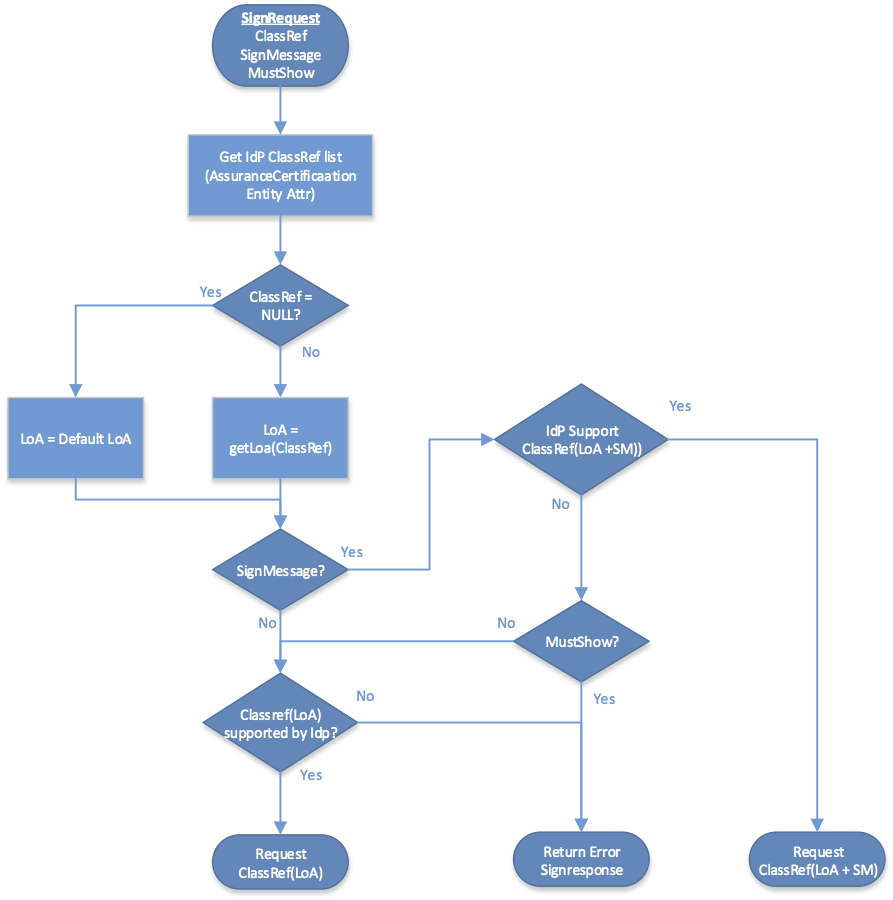 SignRequest
ClassRef
SignMessage
MustShow
Get IdP ClassRef list
(AssuranceCertificaation
Entity Attr)
Yes
ClassRef =
NULL?
No
LoA = Default LoA
LoA =
getLoa(ClassRef)
IdP Support
ClassRef(LoA +SM))
Yes
No
SignMessage?
Yes
No
MustShow?
No
Yes
Classref(LoA)
supported by Idp?
No
Yes
Request
ClassRef(LoA)
Return Error
Signresponse
Request
ClassRef(LoA + SM)